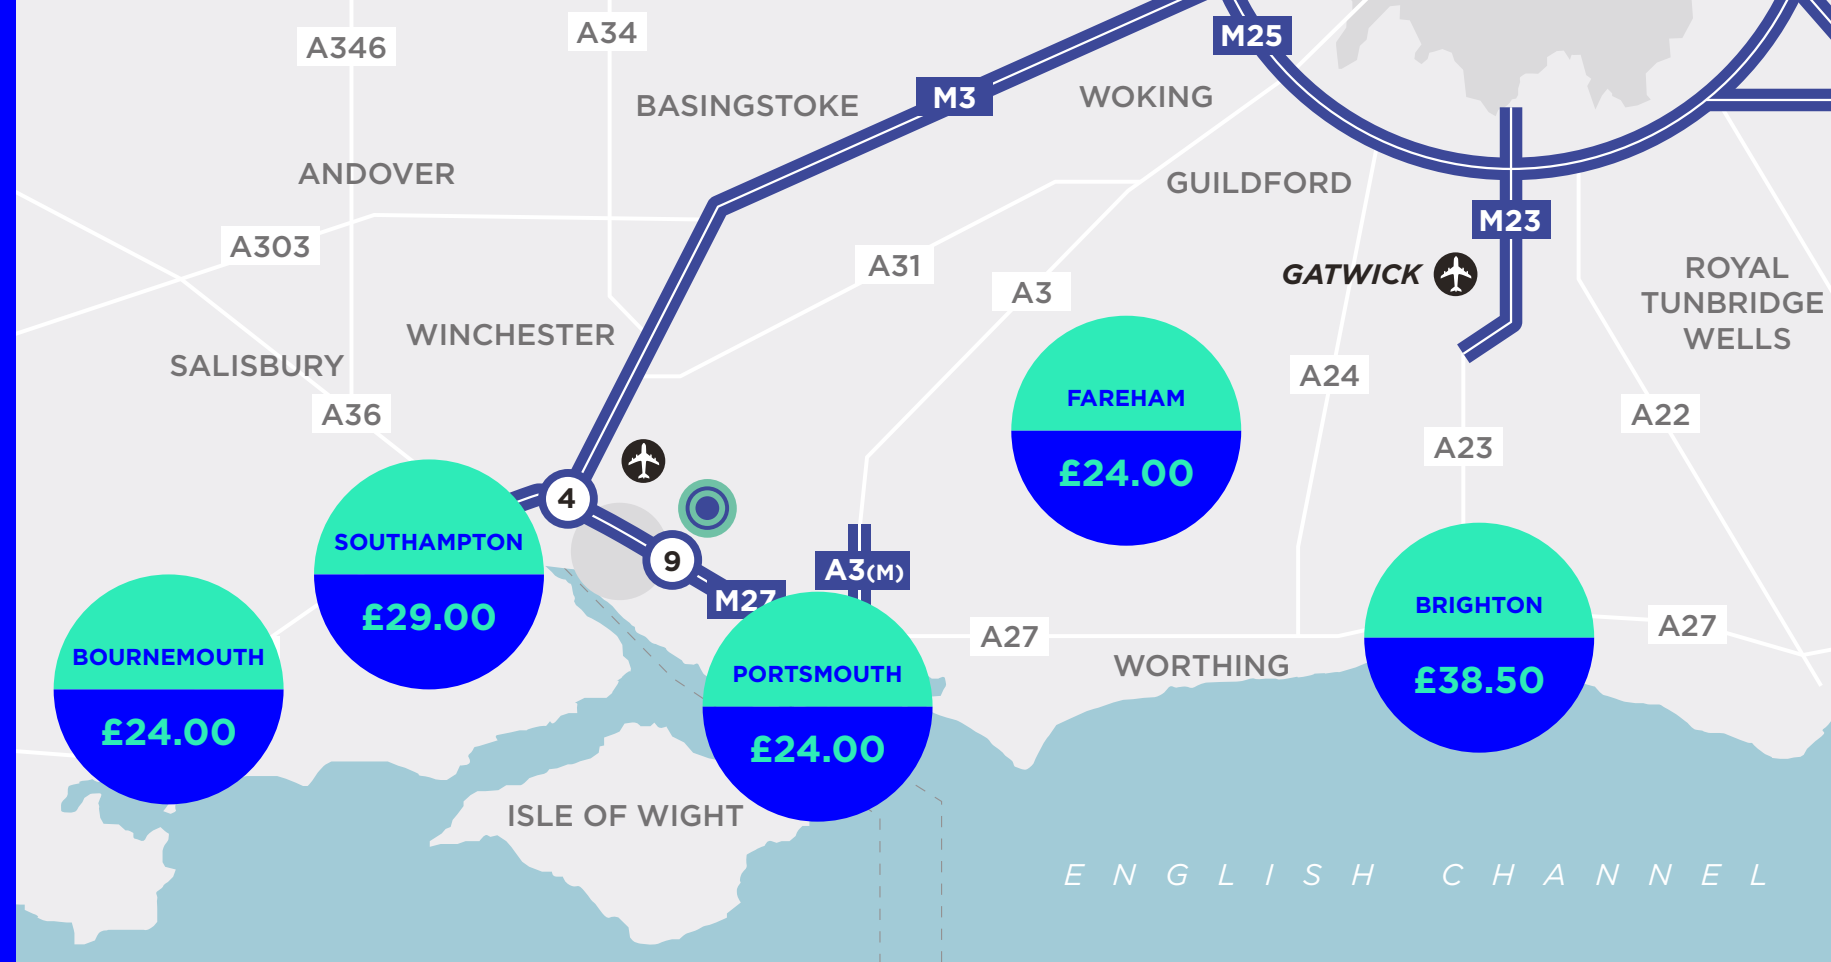 A346
A34
M25
M3
BASINGSTOKE
WOKING
ANDOVER
GUILDFORD
M23
A303
A31
GATWICK
A3
ROYAL
TUNBRIDGE
WELLS
WINCHESTER
SALISBURY
A24
A36
FAREHAM
£24.00
A22
A23
4
SOUTHAMPTON
£29.00
9
A3(M)
M27
BRIGHTON
£38.50
A27
A27
WORTHING
BOURNEMOUTH
£24.00
PORTSMOUTH
£24.00
ISLE OF WIGHT
ENGLISH CHANNEL